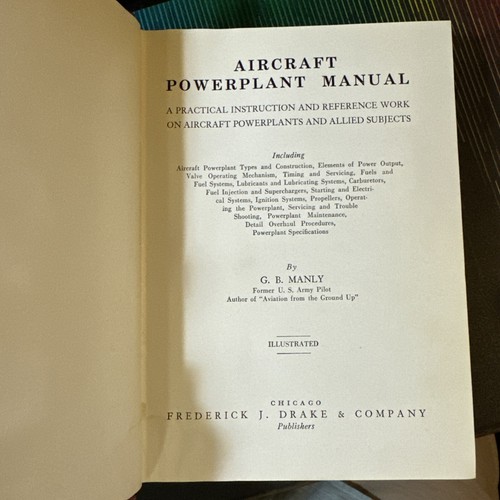 AIRCRAFT
POWERPLANT MANUAL
A PRACTICAL INSTRUCTION AND REFERENCE WORK
ON AIRCRAFT POWERPLANTS AND ALLIED SUBJECTS
Including
Aircraft Powerplant Types and Construction, Elements of Power Output,
Valve Operating Mechanism, Timing and Servicing, Fuels and
Fuel Systems, Lubricants and Lubricating Systems, Carburetors,
Fuel Injection and Superchargers, Starting and Electri-
cal Systems, Ignition Systems, Propellers, Operat-
ing the Powerplant, Servicing and Trouble
Shooting, Powerplant Maintenance,
Detail Overhaul Procedures,
Powerplant Specifications
By
G. B. MANLY
Former U. S. Army Pilot
Author of "Aviation from the Ground Up"
ILLUSTRATED
CHICAGO
FREDERICK J. DRAKE & COMPANY
Publishers